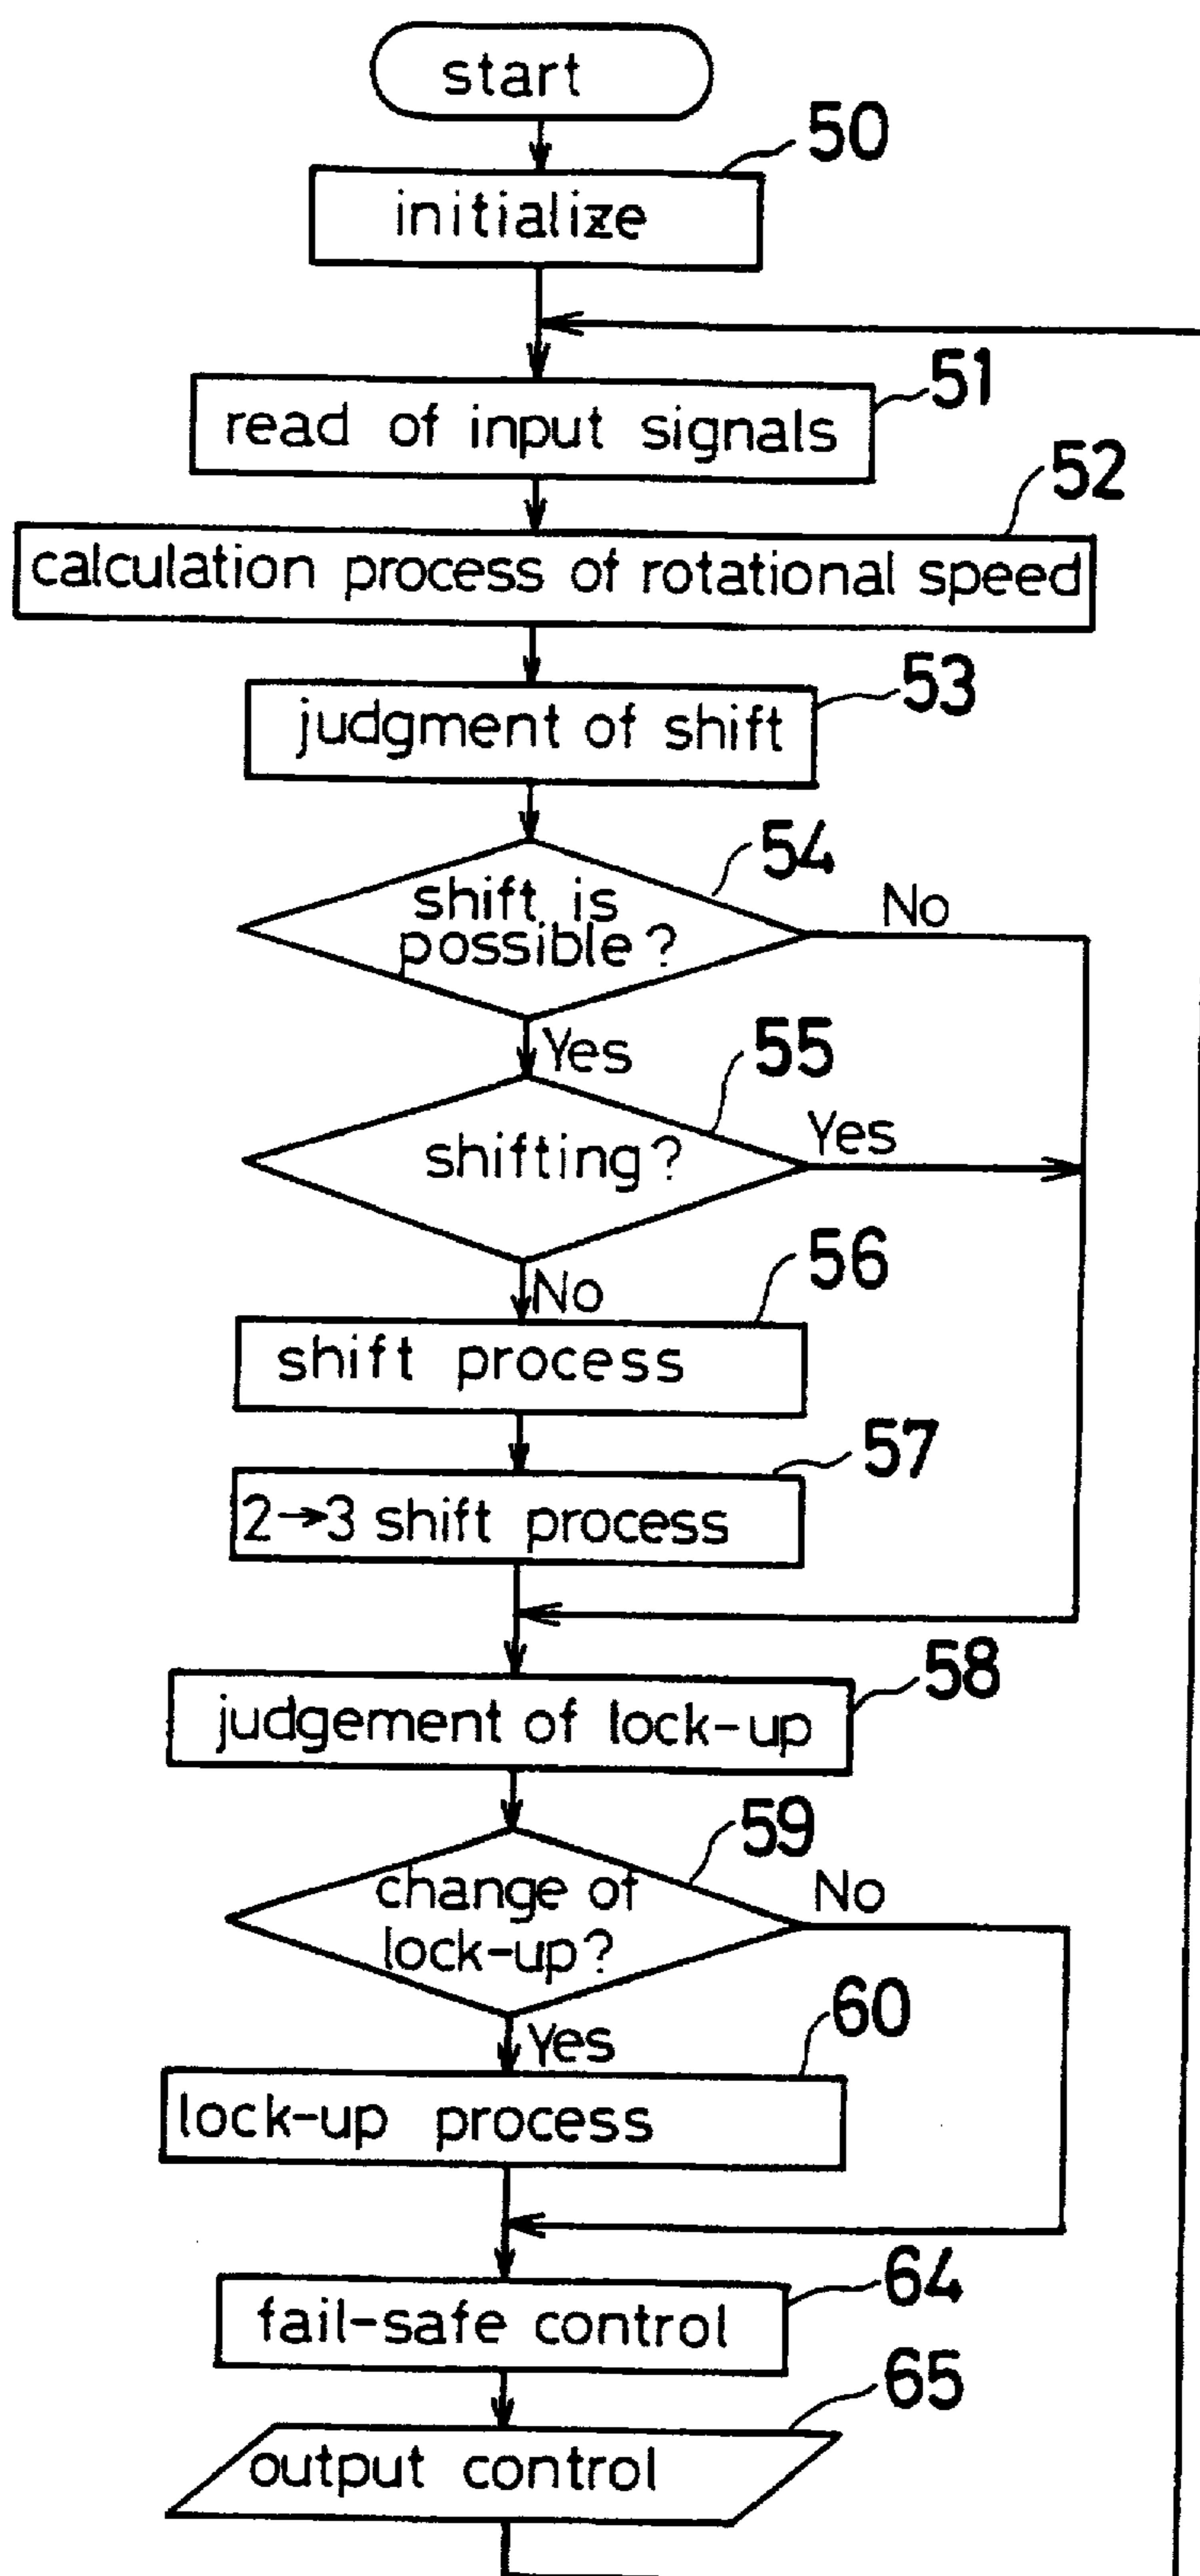 start
50
initialize
51
read of input signals
52
calculation process of rotational speed
53
judgment of shift
54
shift is
possible?
No
Yes
55
shifting?
Yes
No
56
shift process
57
2→3 shift process
58
judgement of lock-up
59
change of
lock-up?
No
Yes
60
lock-up process
64
fail-safe control
65
output control